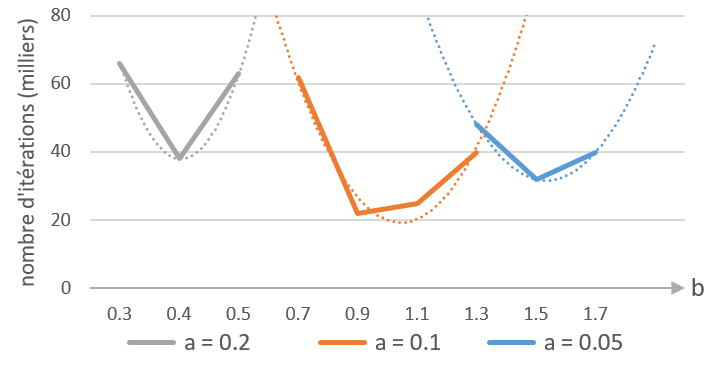 nombre d'itérations (milliers)
80
60
40
20
0
0.3 0.4 0.5 0.7 0.9 1.1 1.3 1.5 1.7
b
a = 0.2 a = 0.1 a = 0.05